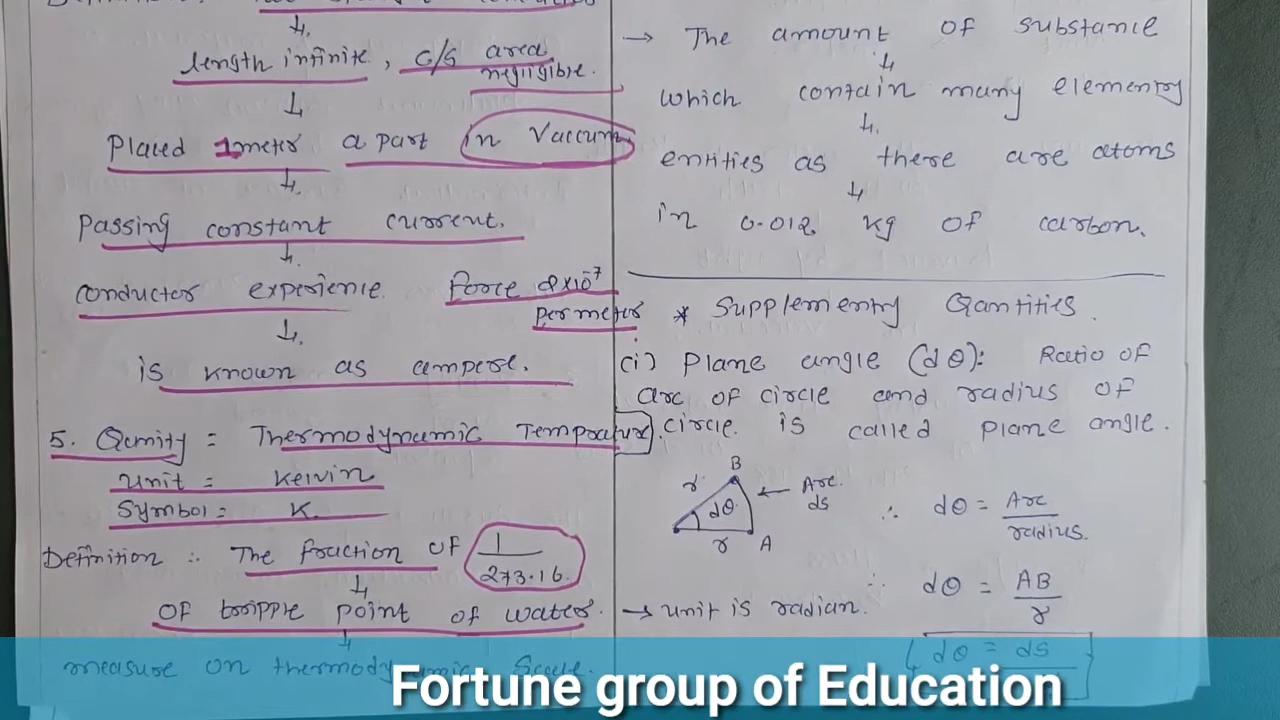 length infinite, C/S area
negligible.
Placed 1meter a part in Vaccum
Passing constant current.
conductor experience force 2×10⁻⁷
permeter
is known as ampere.
5. Qunity = Thermodynamic Temprature.
Unit = Kelvin
Symbol = K.
Definition :- The fraction of 1
273.16.
of tripple point of water.
measure on thermodynamic Scale.
→ The amount of substance
which contain many elementry
entities as there are atoms
in 0.012 kg of carbon.
* Supplementry Quantities.
(i) Plane angle (dθ): Ratio of
arc of circle and radius of
circle is called plane angle.
B
r ← Arc.
dθ ds
r A
∴ dθ = Arc
radius.
∴ dθ = AB
r
→ unit is radian.
dθ = ds
Fortune group of Education